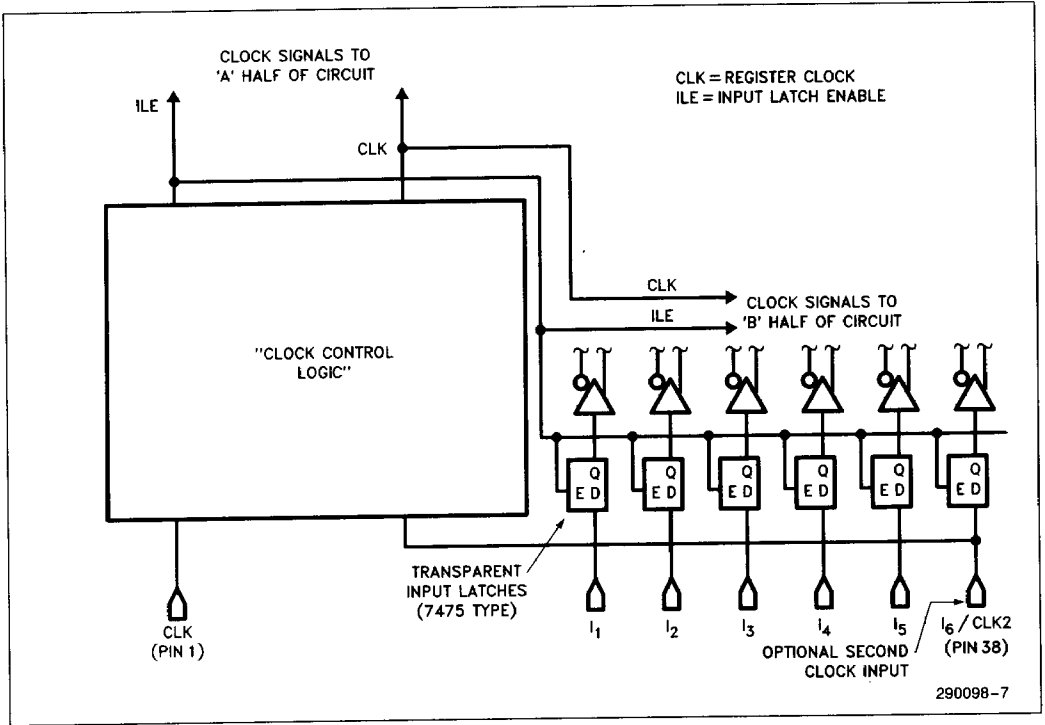 CLOCK SIGNALS TO
'A' HALF OF CIRCUIT
CLK = REGISTER CLOCK
ILE = INPUT LATCH ENABLE
ILE
CLK
CLK
CLOCK SIGNALS TO
ILE
'B' HALF OF CIRCUIT
"CLOCK CONTROL
LOGIC"
Q
E D
Q
E D
Q
E D
Q
E D
Q
E D
Q
E D
TRANSPARENT
INPUT LATCHES
(7475 TYPE)
CLK
(PIN 1)
I1
I2
I3
I4
I5
I6 / CLK2
(PIN 38)
OPTIONAL SECOND
CLOCK INPUT
290098-7